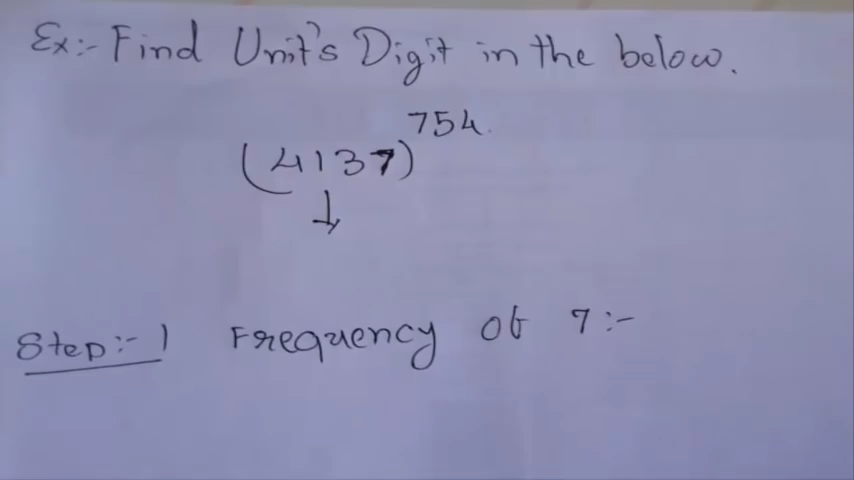 Ex:- Find Unit's Digit in the below.
(4137)^754
Step:- 1 Frequency of 7:-